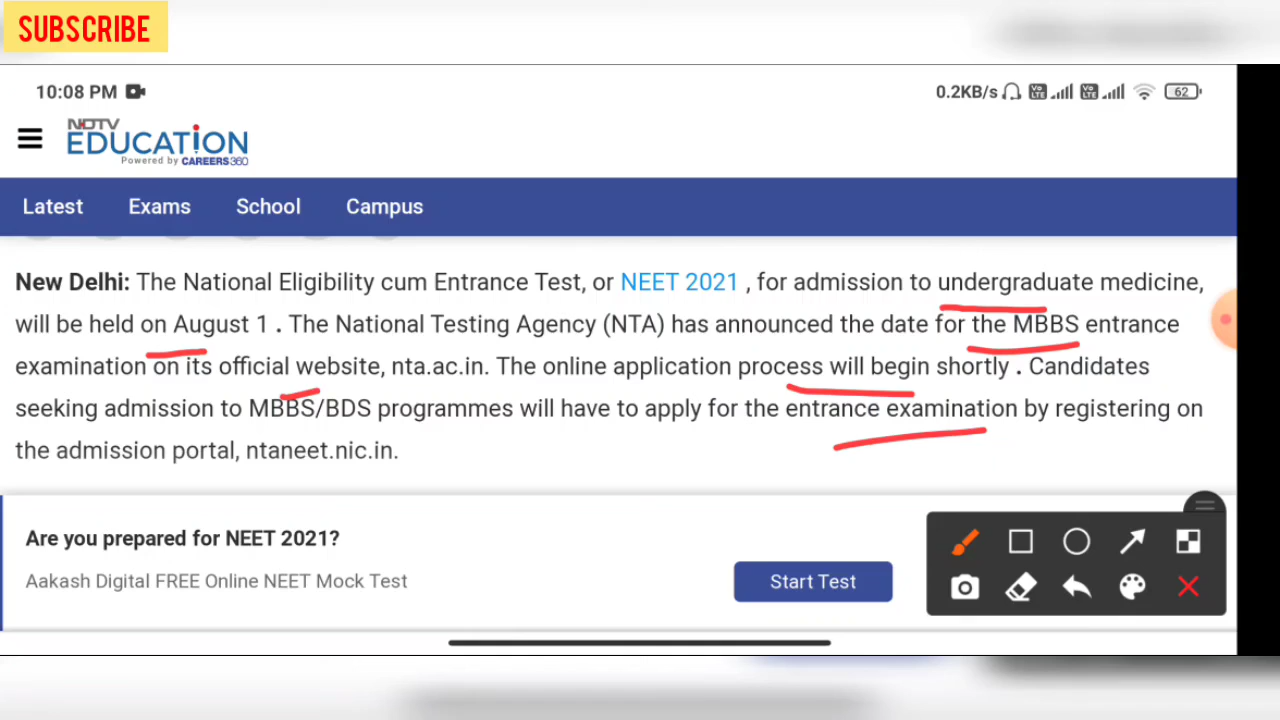 SUBSCRIBE
10:08 PM 0.2KB/s Vo LTE Vo LTE 62
NDTV
EDUCATION
Powered by CAREERS360
Latest Exams School Campus
New Delhi: The National Eligibility cum Entrance Test, or NEET 2021 , for admission to undergraduate medicine,
will be held on August 1 . The National Testing Agency (NTA) has announced the date for the MBBS entrance
examination on its official website, nta.ac.in. The online application process will begin shortly . Candidates
seeking admission to MBBS/BDS programmes will have to apply for the entrance examination by registering on
the admission portal, ntaneet.nic.in.
Are you prepared for NEET 2021?
Aakash Digital FREE Online NEET Mock Test
Start Test